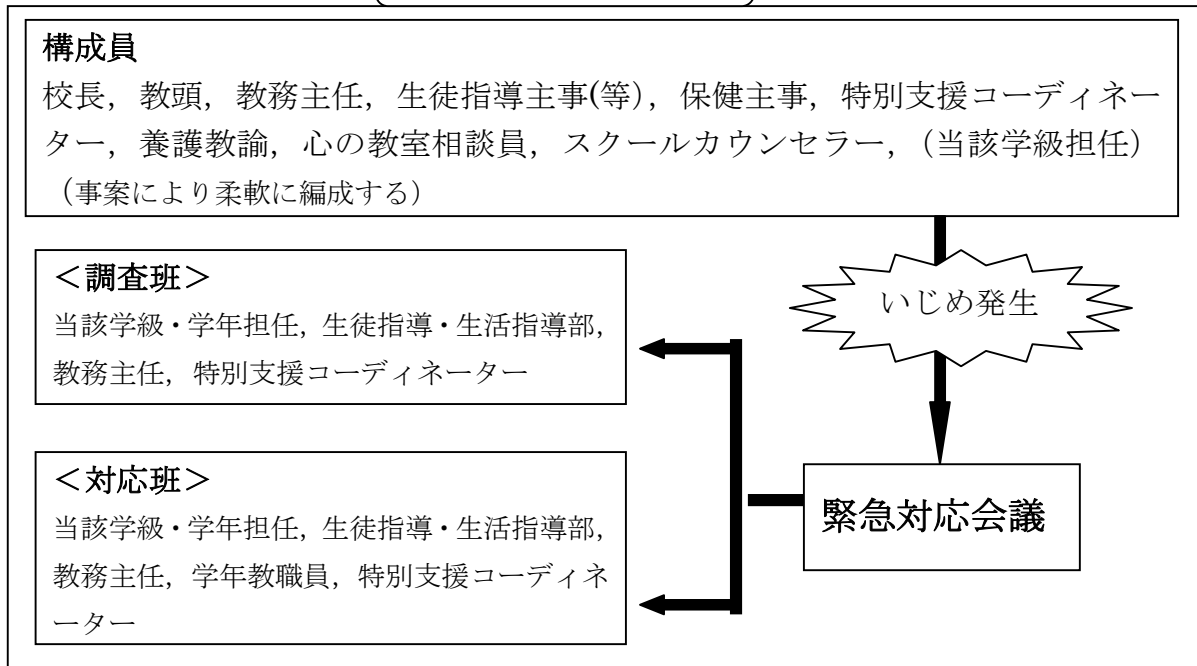 構成員
校長，教頭，教務主任，生徒指導主事(等)，保健主事，特別支援コーディネー
ター，養護教諭，心の教室相談員，スクールカウンセラー，（当該学級担任）
（事案により柔軟に編成する）
いじめ発生
＜調査班＞
当該学級・学年担任，生徒指導・生活指導部，
教務主任，特別支援コーディネーター
＜対応班＞
当該学級・学年担任，生徒指導・生活指導部，
教務主任，学年教職員，特別支援コーディネ
ーター
緊急対応会議